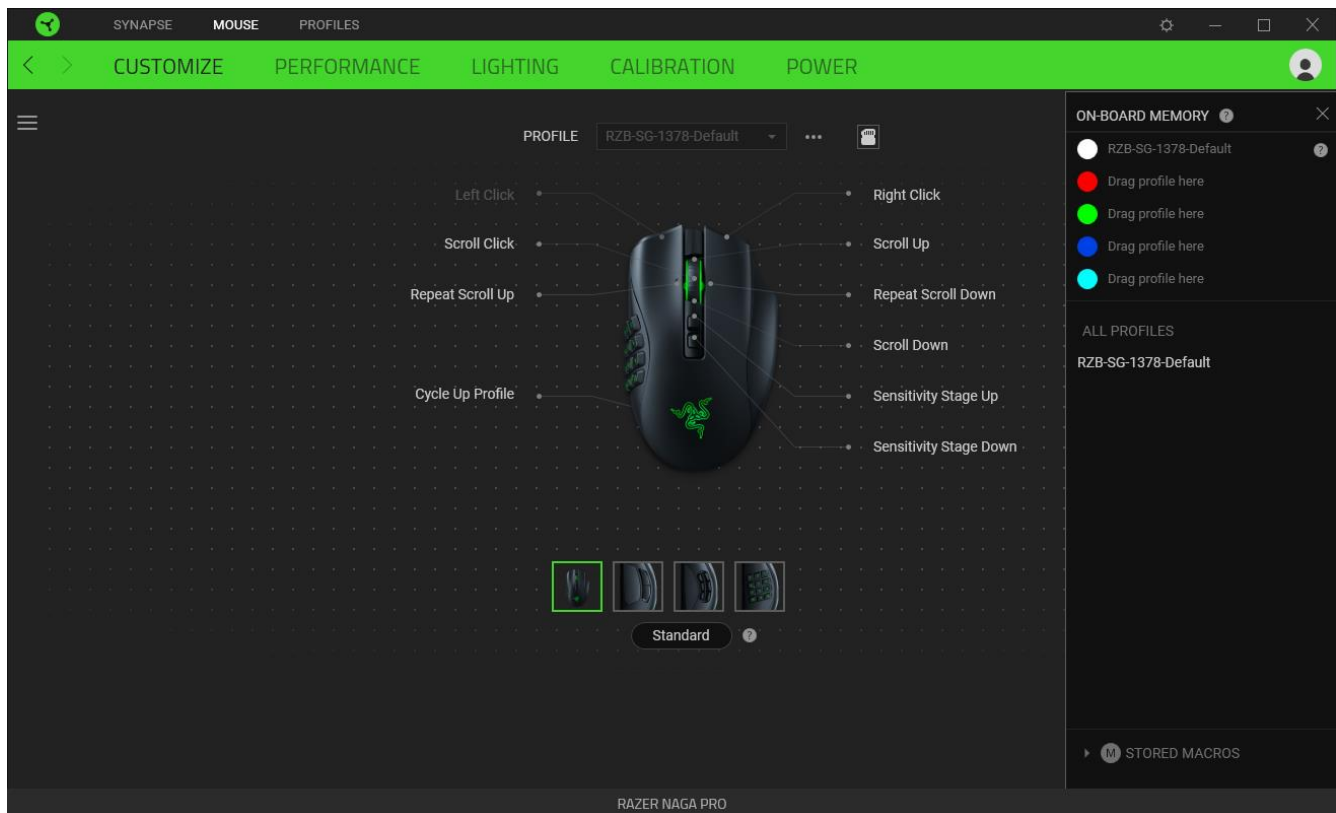 SYNAPSE MOUSE PROFILES
CUSTOMIZE PERFORMANCE LIGHTING CALIBRATION POWER
PROFILE RZB-SG-1378-Default
Left Click
Scroll Click
Repeat Scroll Up
Cycle Up Profile
Right Click
Scroll Up
Repeat Scroll Down
Scroll Down
Sensitivity Stage Up
Sensitivity Stage Down
Standard ?
ON-BOARD MEMORY ?
RZB-SG-1378-Default ?
Drag profile here
Drag profile here
Drag profile here
Drag profile here
ALL PROFILES
RZB-SG-1378-Default
M STORED MACROS
RAZER NAGA PRO